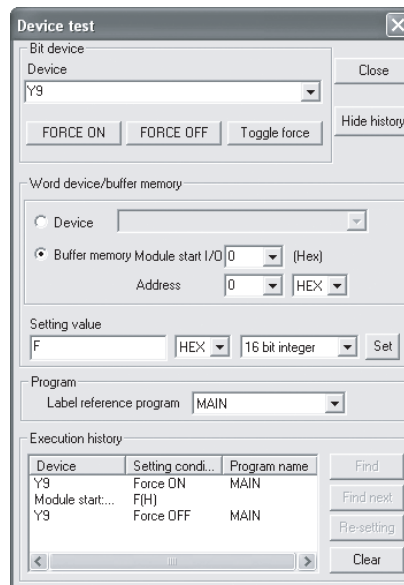 Device test
Bit device
Device
Y9
Close
FORCE ON FORCE OFF Toggle force
Hide history
Word device/buffer memory
Device
Buffer memory Module start I/O 0 (Hex)
Address 0 HEX
Setting value
F HEX 16 bit integer Set
Program
Label reference program MAIN
Execution history
Device Setting condi... Program name
Y9 Force ON MAIN
Module start:... F(H)
Y9 Force OFF MAIN
Find
Find next
Re-setting
Clear